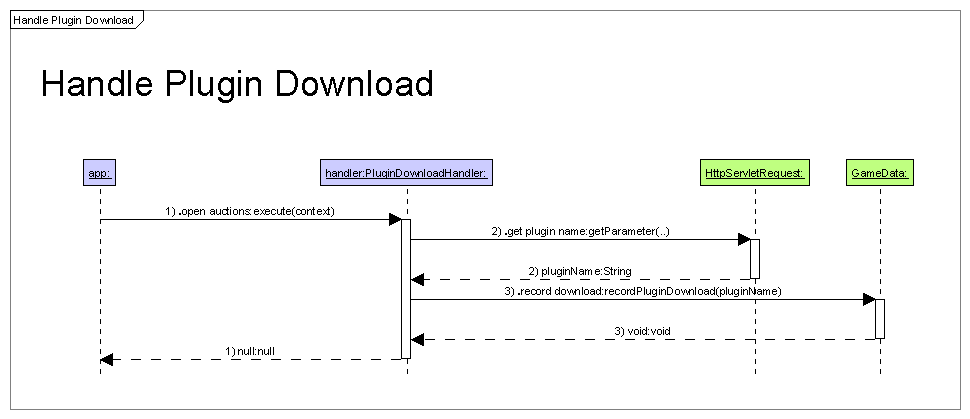 Handle Plugin Download
Handle Plugin Download
app:
handler:PluginDownloadHandler:
HttpServletRequest:
GameData:
1) .open auctions:execute(context)
2) .get plugin name:getParameter(..)
2) pluginName:String
3) .record download:recordPluginDownload(pluginName)
3) void:void
1) null:null